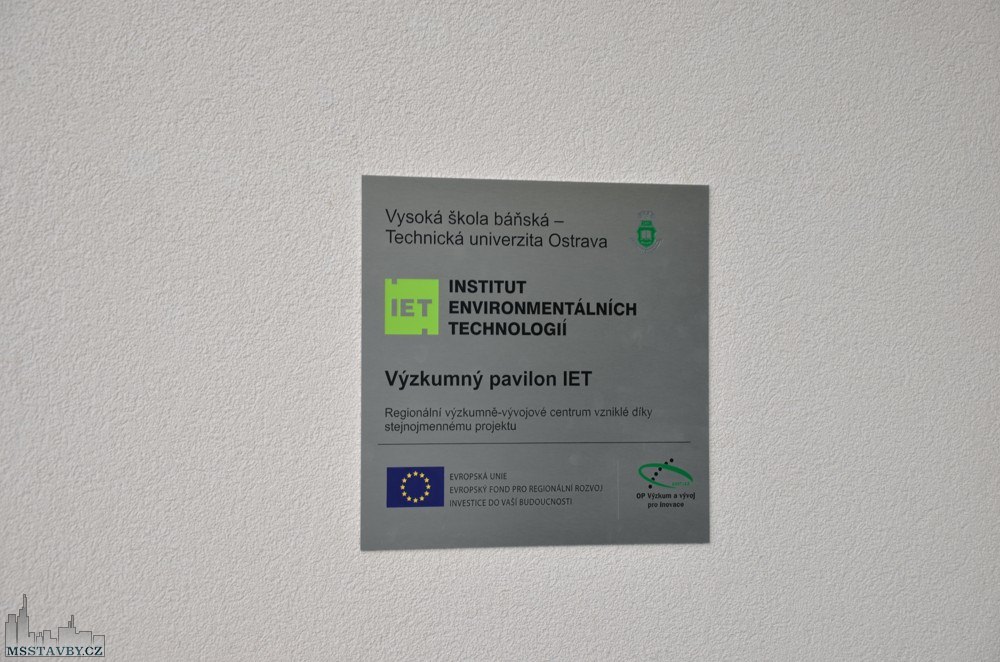 Vysoká škola báňská –
Technická univerzita Ostrava
IET
INSTITUT
ENVIRONMENTÁLNÍCH
TECHNOLOGIÍ
Výzkumný pavilon IET
Regionální výzkumně-vývojové centrum vzniklé díky
stejnojmennému projektu
EVROPSKÁ UNIE
EVROPSKÝ FOND PRO REGIONÁLNÍ ROZVOJ
INVESTICE DO VAŠÍ BUDOUCNOSTI
OP Výzkum a vývoj
pro inovace
MSSTAVBY.CZ